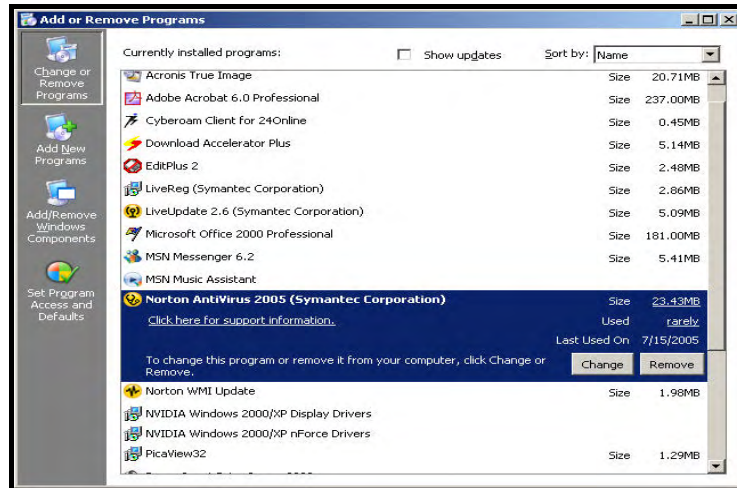 Add or Remove Programs
Change or
Remove
Programs
Add New
Programs
Add/Remove
Windows
Components
Set Program
Access and
Defaults
Currently installed programs:
Show updates
Sort by: Name
Acronis True Image Size 20.71MB
Adobe Acrobat 6.0 Professional Size 237.00MB
Cyberoam Client for 24Online Size 0.45MB
Download Accelerator Plus Size 5.14MB
EditPlus 2 Size 2.48MB
LiveReg (Symantec Corporation) Size 2.86MB
LiveUpdate 2.6 (Symantec Corporation) Size 5.09MB
Microsoft Office 2000 Professional Size 181.00MB
MSN Messenger 6.2 Size 5.41MB
MSN Music Assistant
Norton AntiVirus 2005 (Symantec Corporation) Size 23.43MB
Click here for support information. Used rarely
Last Used On 7/15/2005
To change this program or remove it from your computer, click Change or
Remove.
Change Remove
Norton WMI Update Size 1.98MB
NVIDIA Windows 2000/XP Display Drivers
NVIDIA Windows 2000/XP nForce Drivers
PicaView32 Size 1.29MB